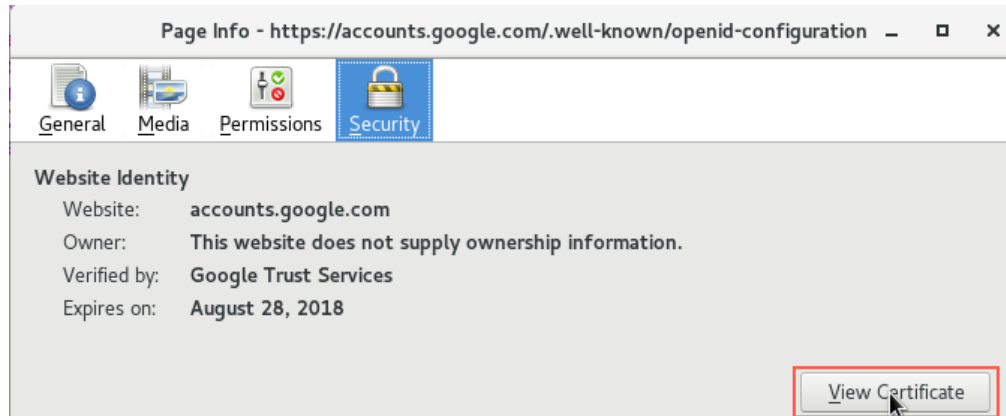 Page Info - https://accounts.google.com/.well-known/openid-configuration
General Media Permissions Security
Website Identity
Website: accounts.google.com
Owner: This website does not supply ownership information.
Verified by: Google Trust Services
Expires on: August 28, 2018
View Certificate